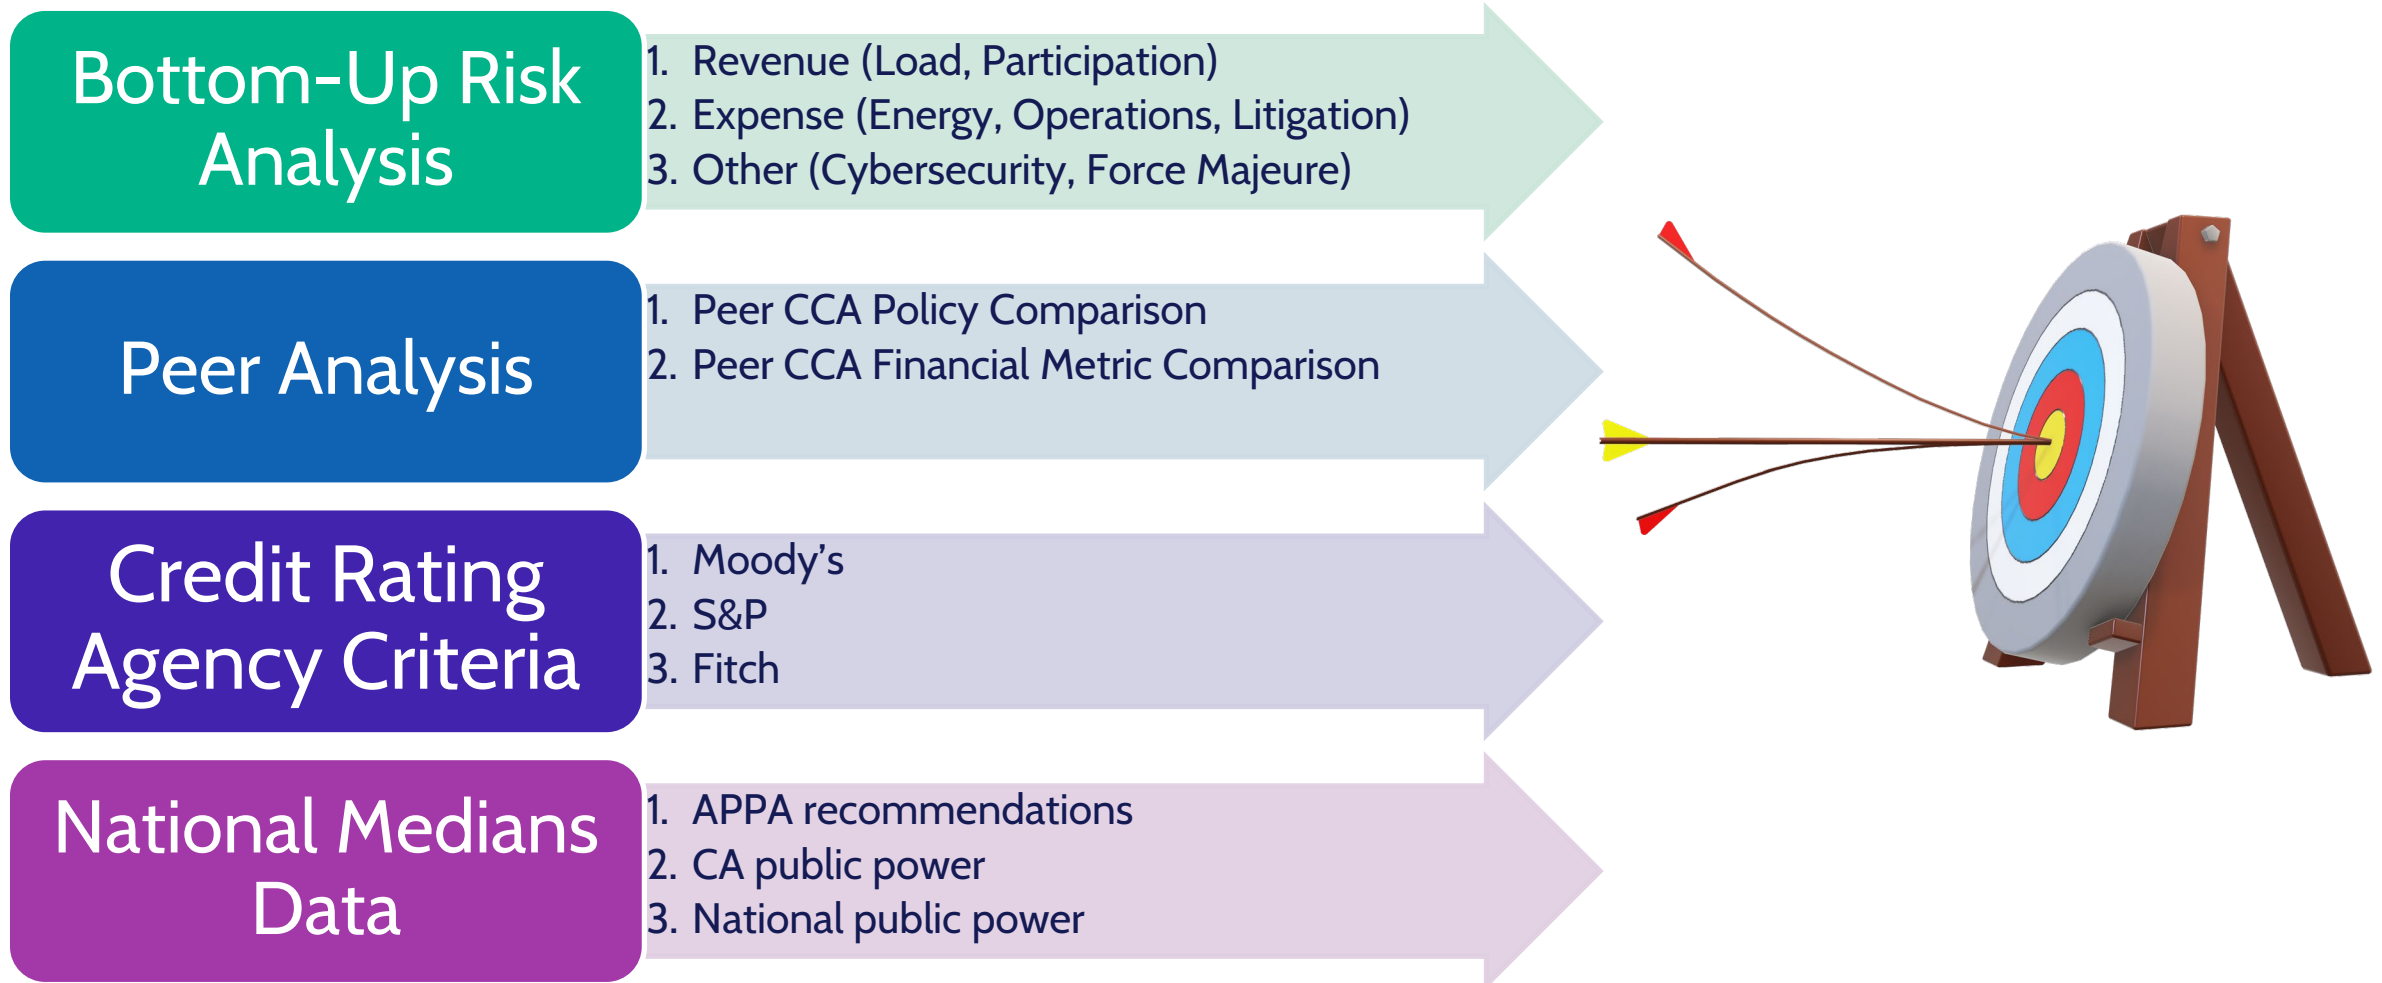 Bottom-Up Risk
Analysis
1. Revenue (Load, Participation)
2. Expense (Energy, Operations, Litigation)
3. Other (Cybersecurity, Force Majeure)
Peer Analysis
1. Peer CCA Policy Comparison
2. Peer CCA Financial Metric Comparison
Credit Rating
Agency Criteria
1. Moody’s
2. S&P
3. Fitch
National Medians
Data
1. APPA recommendations
2. CA public power
3. National public power